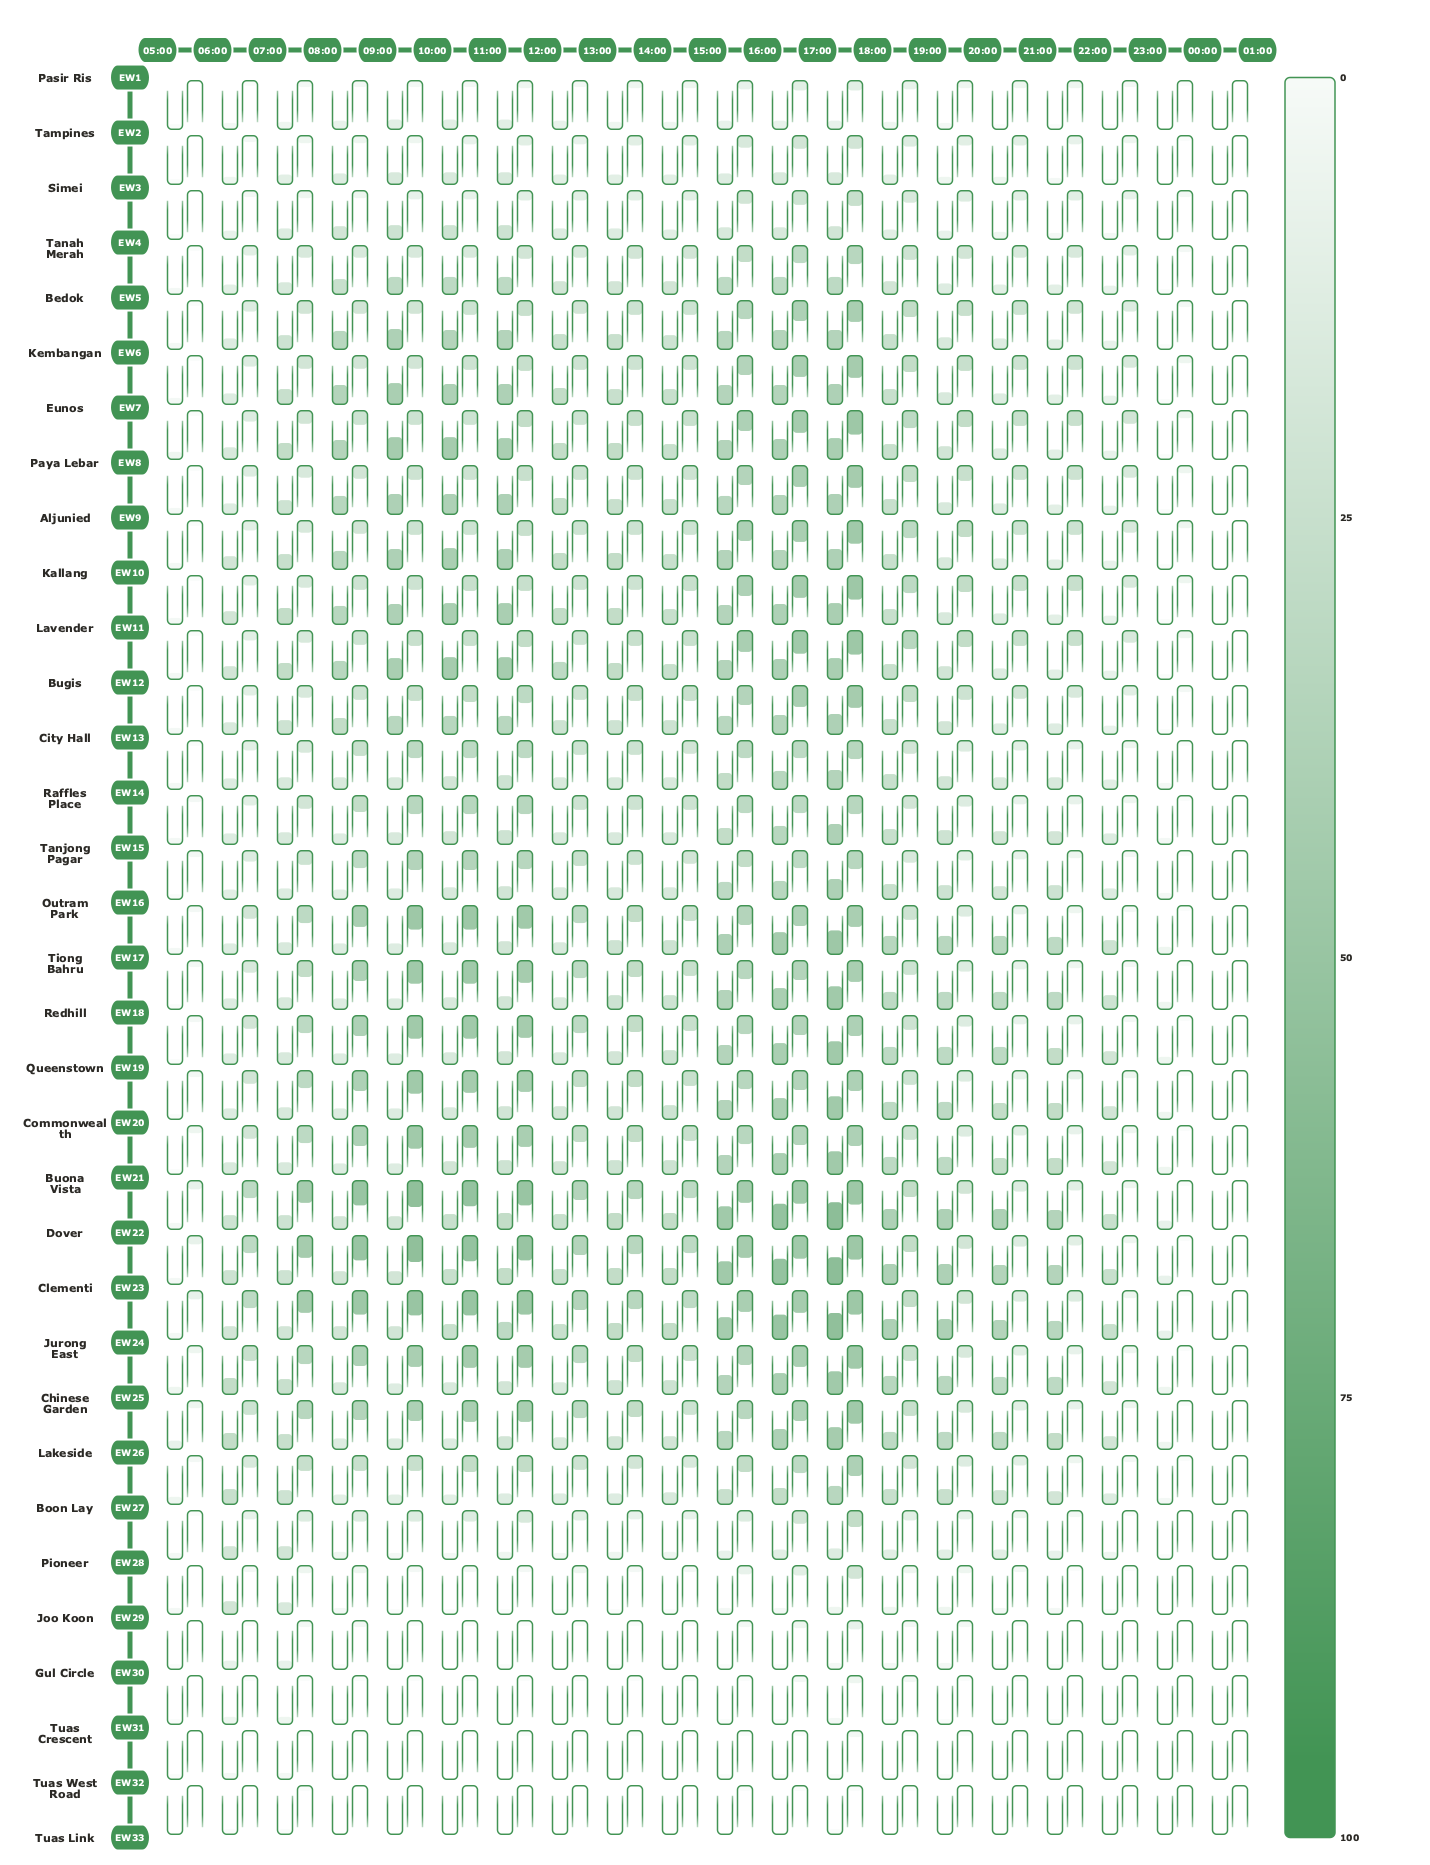 05:00 06:00 07:00 08:00 09:00 10:00 11:00 12:00 13:00 14:00 15:00 16:00 17:00 18:00 19:00 20:00 21:00 22:00 23:00 00:00 01:00
Pasir Ris EW1 0
Tampines EW2
Simei EW3
Tanah EW4
Merah
Bedok EW5
Kembangan EW6
Eunos EW7
Paya Lebar EW8
Aljunied EW9 25
Kallang EW10
Lavender EW11
Bugis EW12
City Hall EW13
Raffles EW14
Place
Tanjong EW15
Pagar
Outram EW16
Park
Tiong EW17 50
Bahru
Redhill EW18
Queenstown EW19
Commonweal EW20
th
Buona EW21
Vista
Dover EW22
Clementi EW23
Jurong EW24
East
Chinese EW25 75
Garden
Lakeside EW26
Boon Lay EW27
Pioneer EW28
Joo Koon EW29
Gul Circle EW30
Tuas EW31
Crescent
Tuas West EW32
Road
Tuas Link EW33 100